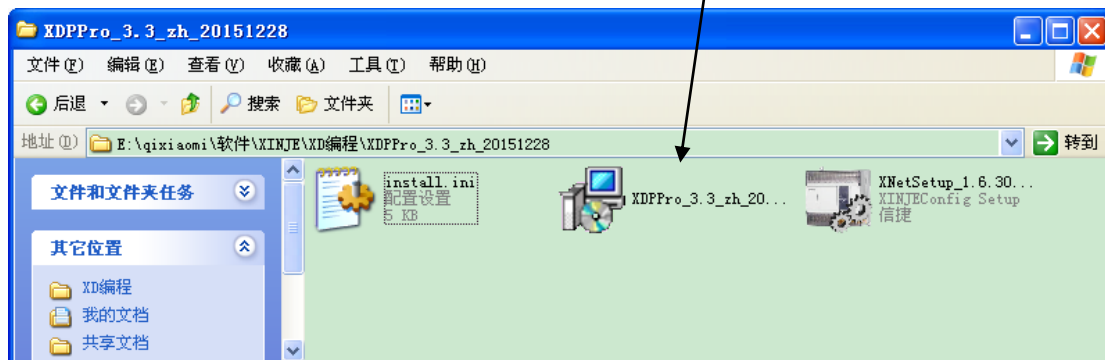 XDPPro_3.3_zh_20151228
文件(F) 编辑(E) 查看(V) 收藏(A) 工具(T) 帮助(H)
后退 搜索 文件夹
地址(D) E:\qixiaomi\软件\XINJE\XD编程\XDPPro_3.3_zh_20151228 转到
文件和文件夹任务
其它位置
XD编程
我的文档
共享文档
install.ini
配置设置
5 KB
XDPPro_3.3_zh_20...
XNetSetup_1.6.30...
XINJEConfig Setup
信捷